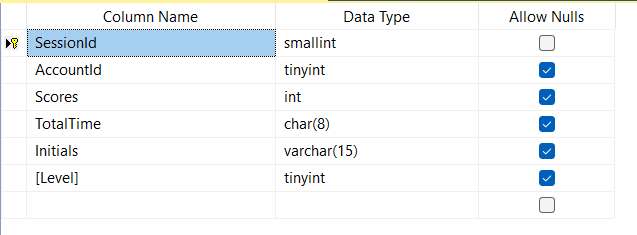 Column Name Data Type Allow Nulls
SessionId smallint
AccountId tinyint
Scores int
TotalTime char(8)
Initials varchar(15)
[Level] tinyint